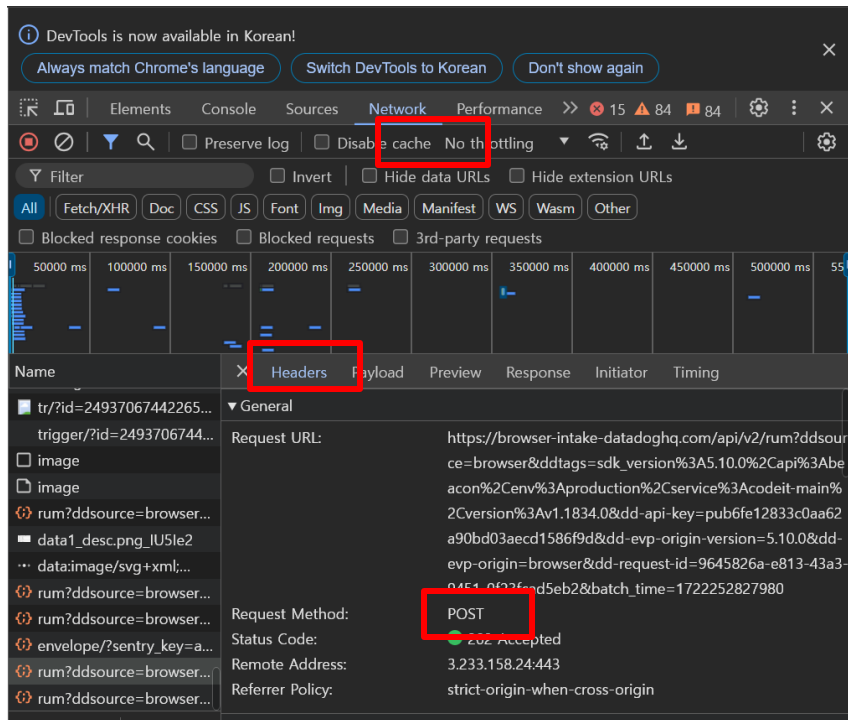 DevTools is now available in Korean!
Always match Chrome's language Switch DevTools to Korean Don't show again
Elements Console Sources Network Performance 15 84 84
Preserve log Disable cache No throttling
Filter Invert Hide data URLs Hide extension URLs
All Fetch/XHR Doc CSS JS Font Img Media Manifest WS Wasm Other
Blocked response cookies Blocked requests 3rd-party requests
50000 ms 100000 ms 150000 ms 200000 ms 250000 ms 300000 ms 350000 ms 400000 ms 450000 ms 500000 ms 55
Name
Headers Payload Preview Response Initiator Timing
tr/?id=24937067442265...
trigger/?id=249370674​4...
image
image
rum?ddsource=browser...
data1_desc.png_IU5le2
data:image/svg+xml;...
rum?ddsource=browser...
rum?ddsource=browser...
envelope/?sentry_key=a...
rum?ddsource=browser...
rum?ddsource=browser...
General
Request URL:
https://browser-intake-datadoghq.com/api/v2/rum?ddsour
ce=browser&ddtags=sdk_version%3A5.10.0%2Capi%3Abe
acon%2Cenv%3Aproduction%2Cservice%3Acodeit-main%
2Cversion%3Av1.1834.0&dd-api-key=pub6fe12833c0aa62
a90bd03aecd1586f9d&dd-evp-origin-version=5.10.0&dd-
evp-origin=browser&dd-request-id=9645826a-e813-43a3-
&batch_time=1722252827980
Request Method: POST
Status Code: 202 Accepted
Remote Address: 3.233.158.24:443
Referrer Policy: strict-origin-when-cross-origin